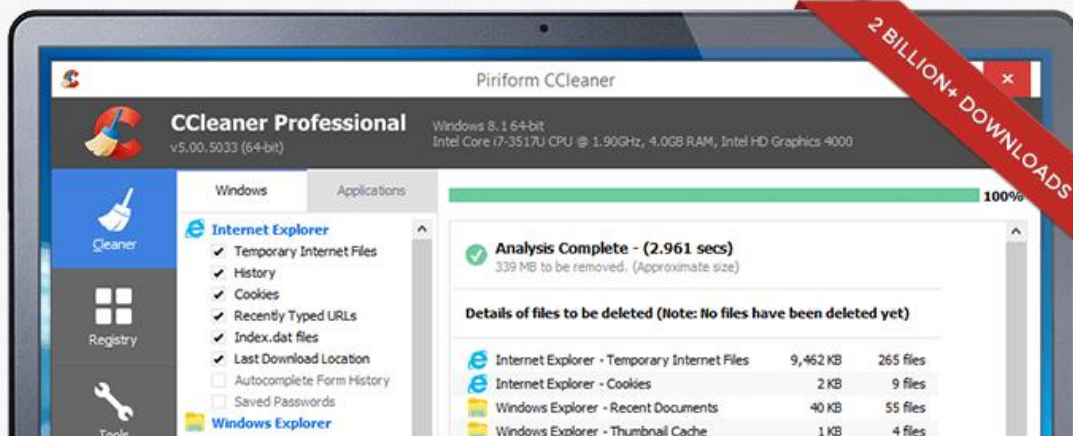 2 BILLION+ DOWNLOADS
Piriform CCleaner
CCleaner Professional
v5.00.5033 (64-bit)
Windows 8.1 64-bit
Intel Core i7-3517U CPU @ 1.90GHz, 4.0GB RAM, Intel HD Graphics 4000
Cleaner
Registry
Tools
Windows
Applications
Internet Explorer
Temporary Internet Files
History
Cookies
Recently Typed URLs
Index.dat files
Last Download Location
Autocomplete Form History
Saved Passwords
Windows Explorer
100%
Analysis Complete - (2.961 secs)
339 MB to be removed. (Approximate size)
Details of files to be deleted (Note: No files have been deleted yet)
Internet Explorer - Temporary Internet Files 9,462 KB 265 files
Internet Explorer - Cookies 2 KB 9 files
Windows Explorer - Recent Documents 40 KB 55 files
Windows Explorer - Thumbnail Cache 1 KB 4 files